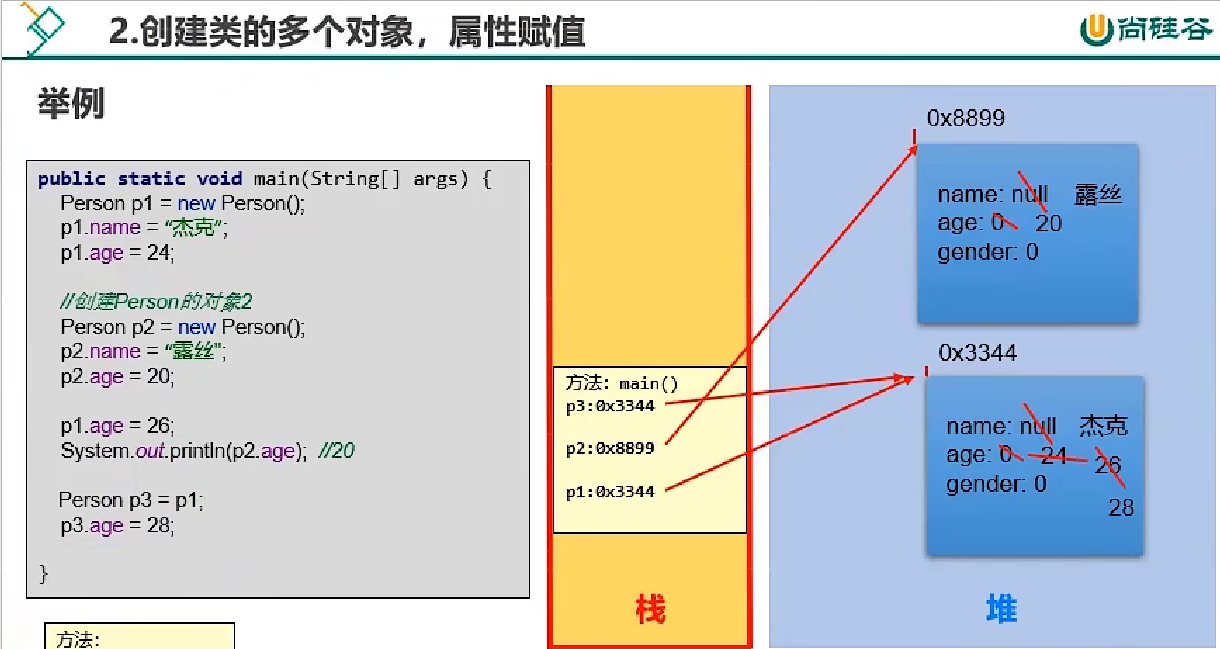 2.创建类的多个对象，属性赋值
尚硅谷
举例
public static void main(String[] args) {
Person p1 = new Person();
p1.name = “杰克”;
p1.age = 24;
//创建Person的对象2
Person p2 = new Person();
p2.name = “露丝";
p2.age = 20;
p1.age = 26;
System.out.println(p2.age); //20
Person p3 = p1;
p3.age = 28;
}
方法：
方法：main()
p3:0x3344
p2:0x8899
p1:0x3344
栈
0x8899
name: null 露丝
age: 0 20
gender: 0
0x3344
name: null 杰克
age: 0 24 26
gender: 0
28
堆